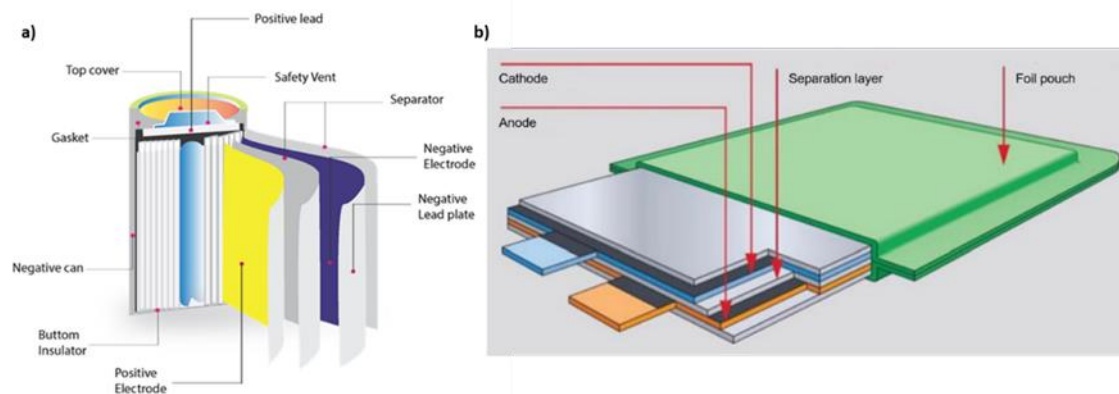 a)
Positive lead
Top cover
Safety Vent
Separator
Gasket
Negative
Electrode
Negative
Lead plate
Negative can
Buttom
Insulator
Positive
Electrode
b)
Cathode
Separation layer
Foil pouch
Anode